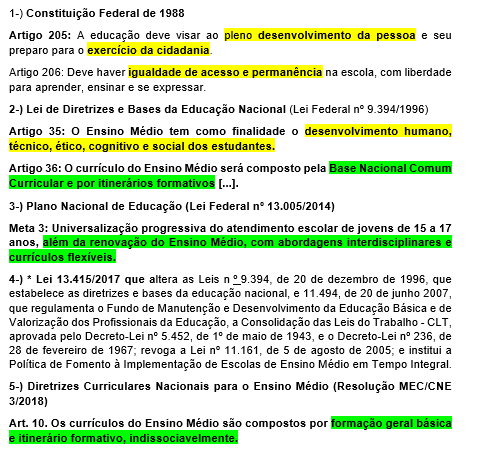 1-) Constituição Federal de 1988
Artigo 205: A educação deve visar ao pleno desenvolvimento da pessoa e seu
preparo para o exercício da cidadania.
Artigo 206: Deve haver igualdade de acesso e permanência na escola, com liberdade
para aprender, ensinar e se expressar.
2-) Lei de Diretrizes e Bases da Educação Nacional (Lei Federal nº 9.394/1996)
Artigo 35: O Ensino Médio tem como finalidade o desenvolvimento humano,
técnico, ético, cognitivo e social dos estudantes.
Artigo 36: O currículo do Ensino Médio será composto pela Base Nacional Comum
Curricular e por itinerários formativos [...].
3-) Plano Nacional de Educação (Lei Federal nº 13.005/2014)
Meta 3: Universalização progressiva do atendimento escolar de jovens de 15 a 17
anos, além da renovação do Ensino Médio, com abordagens interdisciplinares e
currículos flexíveis.
4-) * Lei 13.415/2017 que altera as Leis n º 9.394, de 20 de dezembro de 1996, que
estabelece as diretrizes e bases da educação nacional, e 11.494, de 20 de junho 2007,
que regulamenta o Fundo de Manutenção e Desenvolvimento da Educação Básica e de
Valorização dos Profissionais da Educação, a Consolidação das Leis do Trabalho - CLT,
aprovada pelo Decreto-Lei nº 5.452, de 1º de maio de 1943, e o Decreto-Lei nº 236, de
28 de fevereiro de 1967; revoga a Lei nº 11.161, de 5 de agosto de 2005; e institui a
Política de Fomento à Implementação de Escolas de Ensino Médio em Tempo Integral.
5-) Diretrizes Curriculares Nacionais para o Ensino Médio (Resolução MEC/CNE
3/2018)
Art. 10. Os currículos do Ensino Médio são compostos por formação geral básica
e itinerário formativo, indissociavelmente.